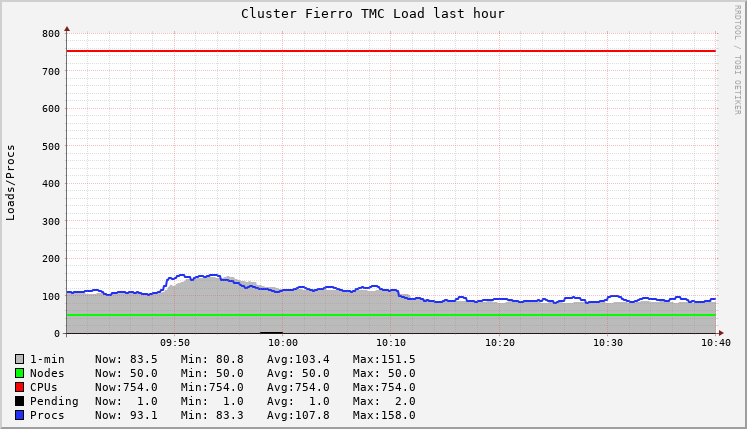 Cluster Fierro TMC Load last hour
RRDTOOL / TOBI OETIKER
Loads/Procs
800
700
600
500
400
300
200
100
0
09:50 10:00 10:10 10:20 10:30 10:40
1-min Now: 83.5 Min: 80.8 Avg:103.4 Max:151.5
Nodes Now: 50.0 Min: 50.0 Avg: 50.0 Max: 50.0
CPUs Now:754.0 Min:754.0 Avg:754.0 Max:754.0
Pending Now: 1.0 Min: 1.0 Avg: 1.0 Max: 2.0
Procs Now: 93.1 Min: 83.3 Avg:107.8 Max:158.0